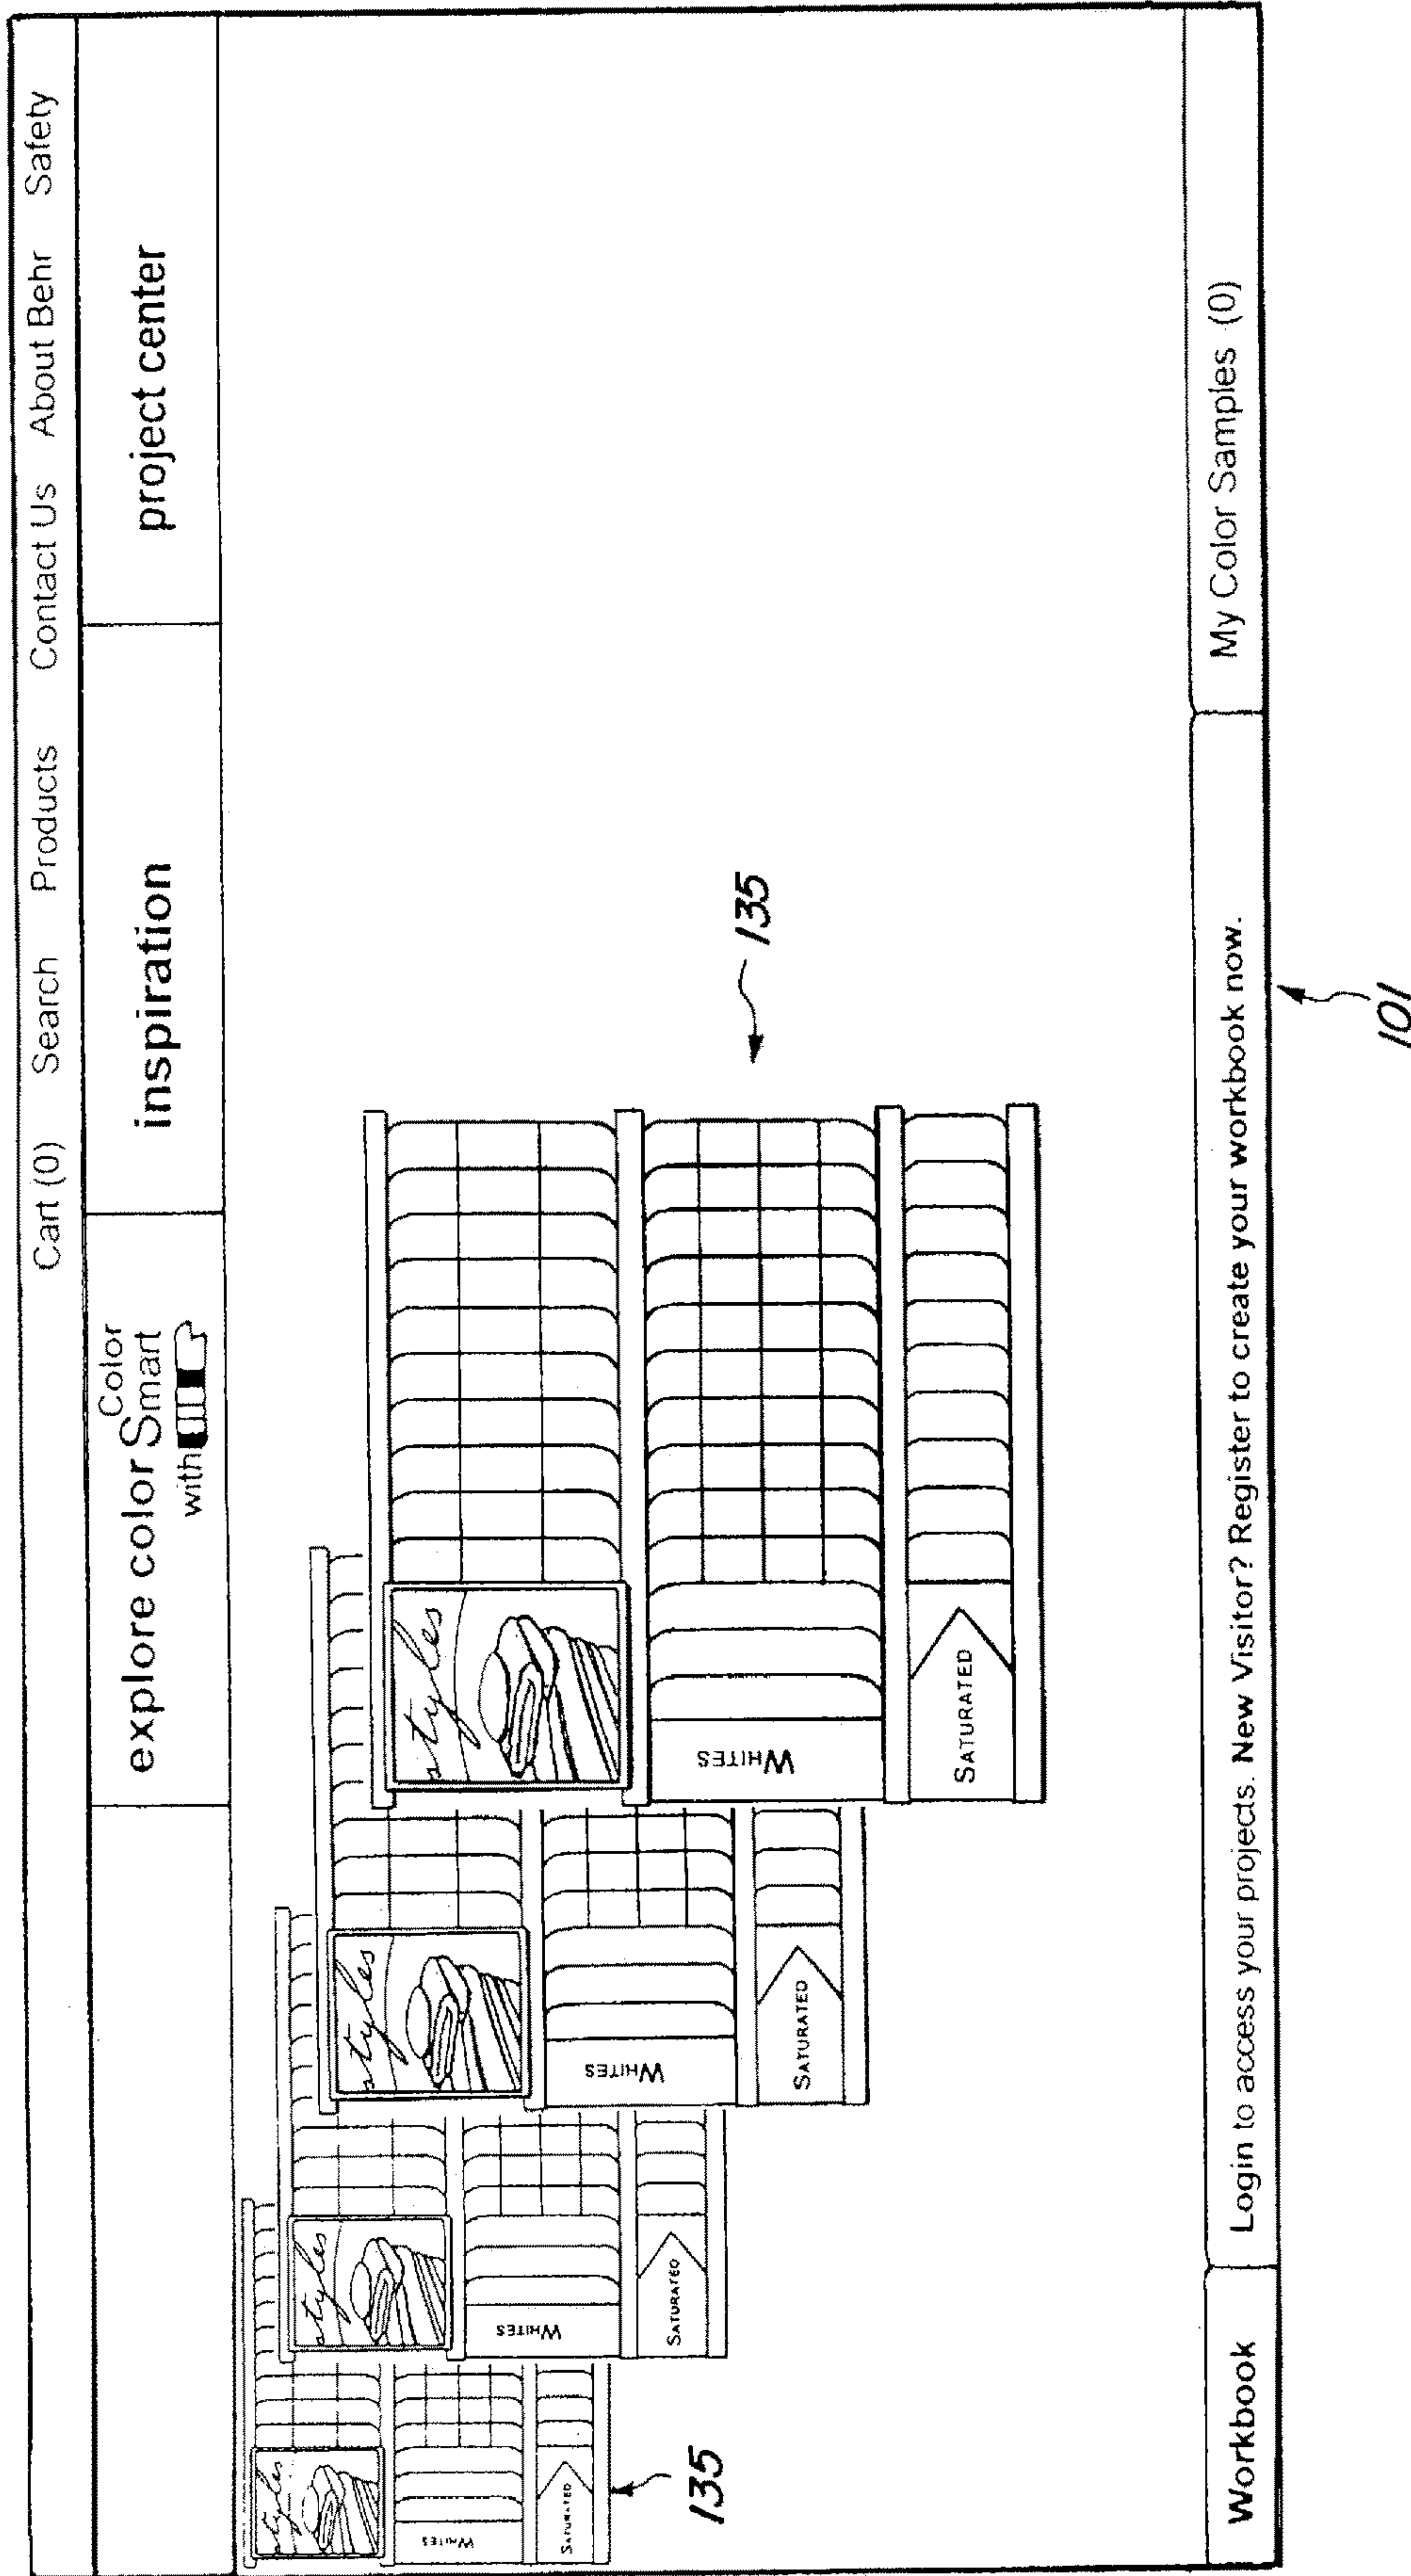 Cart (0) Search Products Contact Us About Behr Safety
explore color Color Smart
with
inspiration
project center
styles
WHITES
SATURATED
135
styles
WHITES
SATURATED
styles
WHITES
SATURATED
styles
WHITES
SATURATED
135
Workbook
Login to access your projects. New Visitor? Register to create your workbook now.
My Color Samples (0)
101